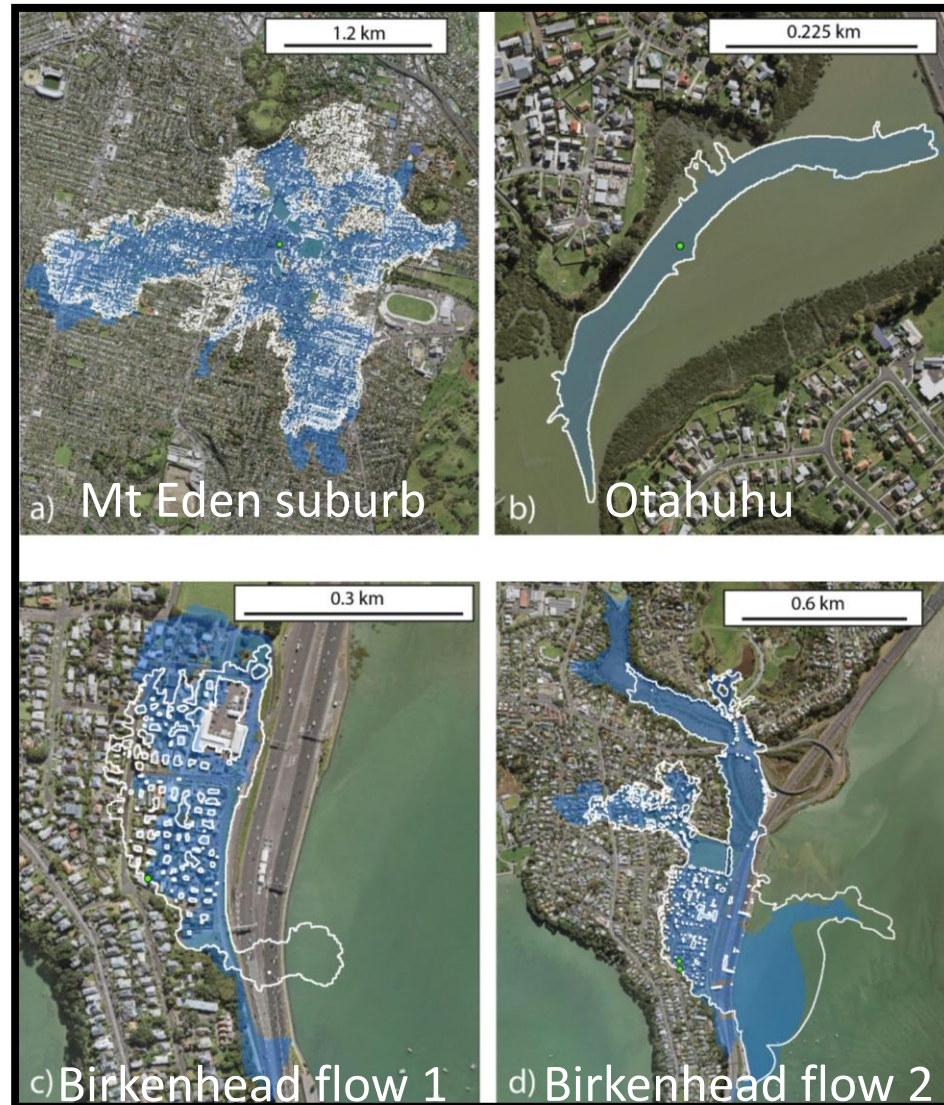 1.2 km
0.225 km
a) Mt Eden suburb
b) Otahuhu
0.3 km
0.6 km
c) Birkenhead flow 1
d) Birkenhead flow 2